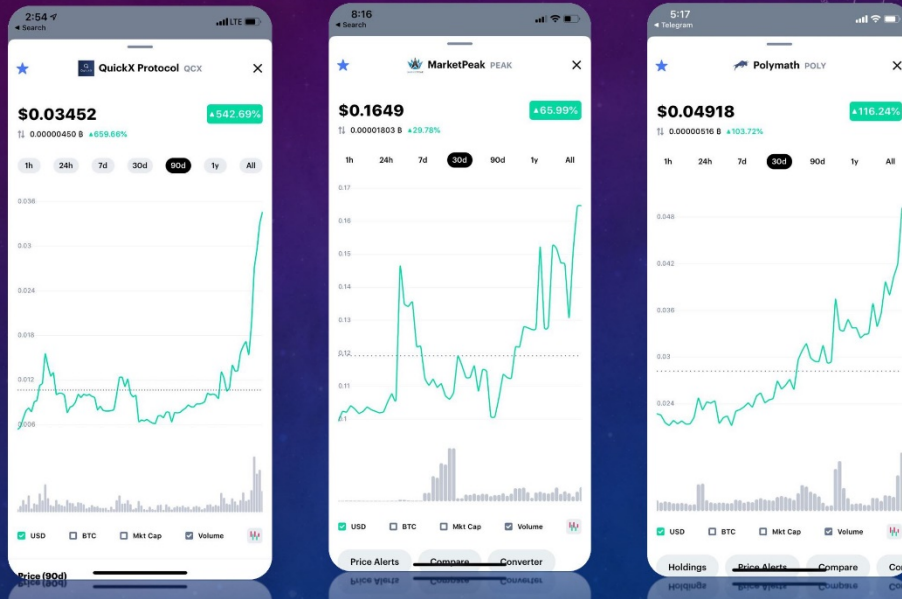 2:54
LTE
◄ Search
QuickX Protocol QCX
$0.03452
▲542.69%
0.00000450 B ▲659.66%
1h 24h 7d 30d 90d 1y All
0.036
0.03
0.024
0.018
0.012
0.006
USD BTC Mkt Cap Volume
Price (90d)
8:16
◄ Search
MarketPeak PEAK
$0.1649
▲65.99%
0.00001803 B ▲29.78%
1h 24h 7d 30d 90d 1y All
0.17
0.16
0.15
0.14
0.13
0.12
0.11
0.1
USD BTC Mkt Cap Volume
Price Alerts Compare Converter
5:17
◄ Telegram
Polymath POLY
$0.04918
▲116.24%
0.00000516 B ▲103.72%
1h 24h 7d 30d 90d 1y All
0.048
0.042
0.036
0.03
0.024
USD BTC Mkt Cap Volume
Holdings Price Alerts Compare Co